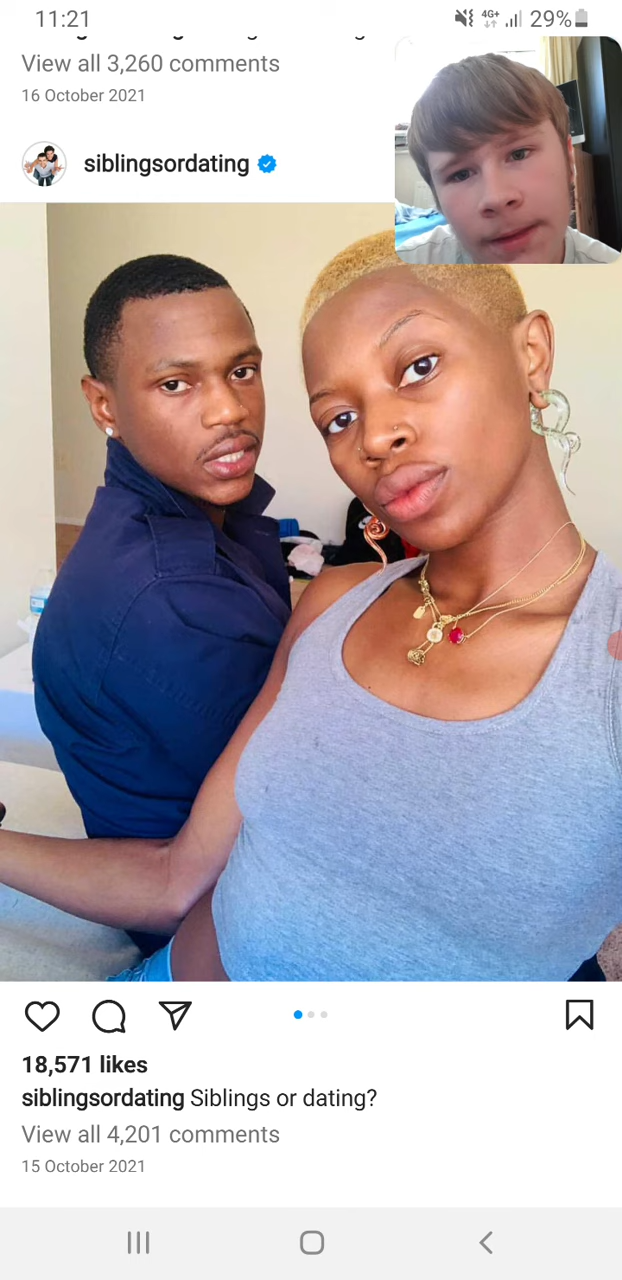 11:21 4G+ 29%
View all 3,260 comments
16 October 2021
siblingsordating
18,571 likes
siblingsordating Siblings or dating?
View all 4,201 comments
15 October 2021